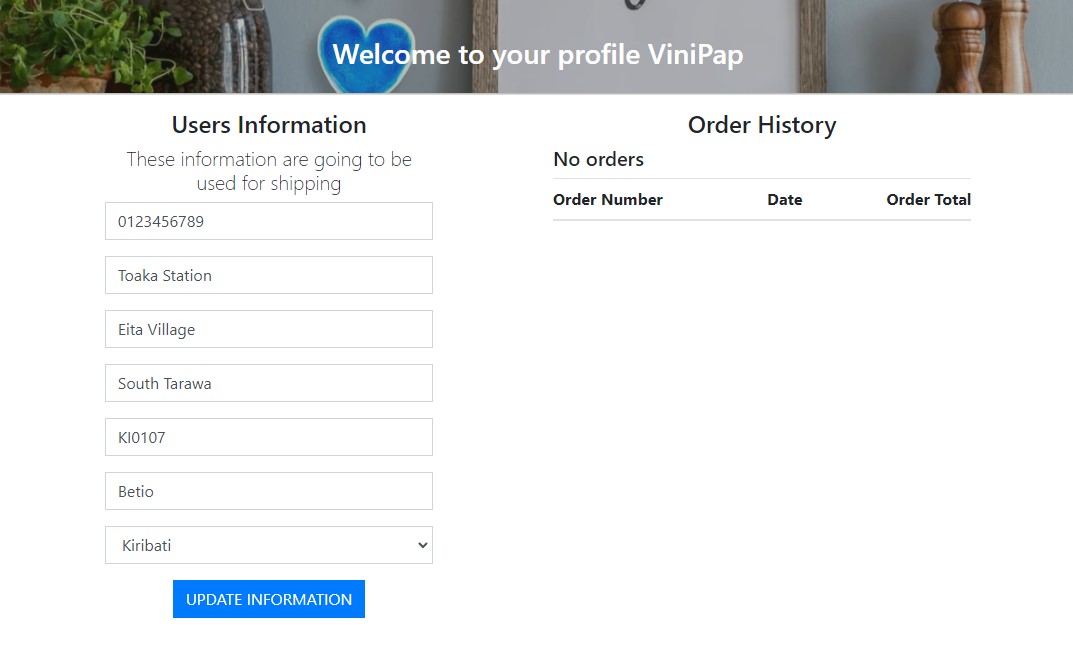 Welcome to your profile ViniPap
Users Information
These information are going to be
used for shipping
0123456789
Toaka Station
Eita Village
South Tarawa
KI0107
Betio
Kiribati
UPDATE INFORMATION
Order History
No orders
Order Number Date Order Total